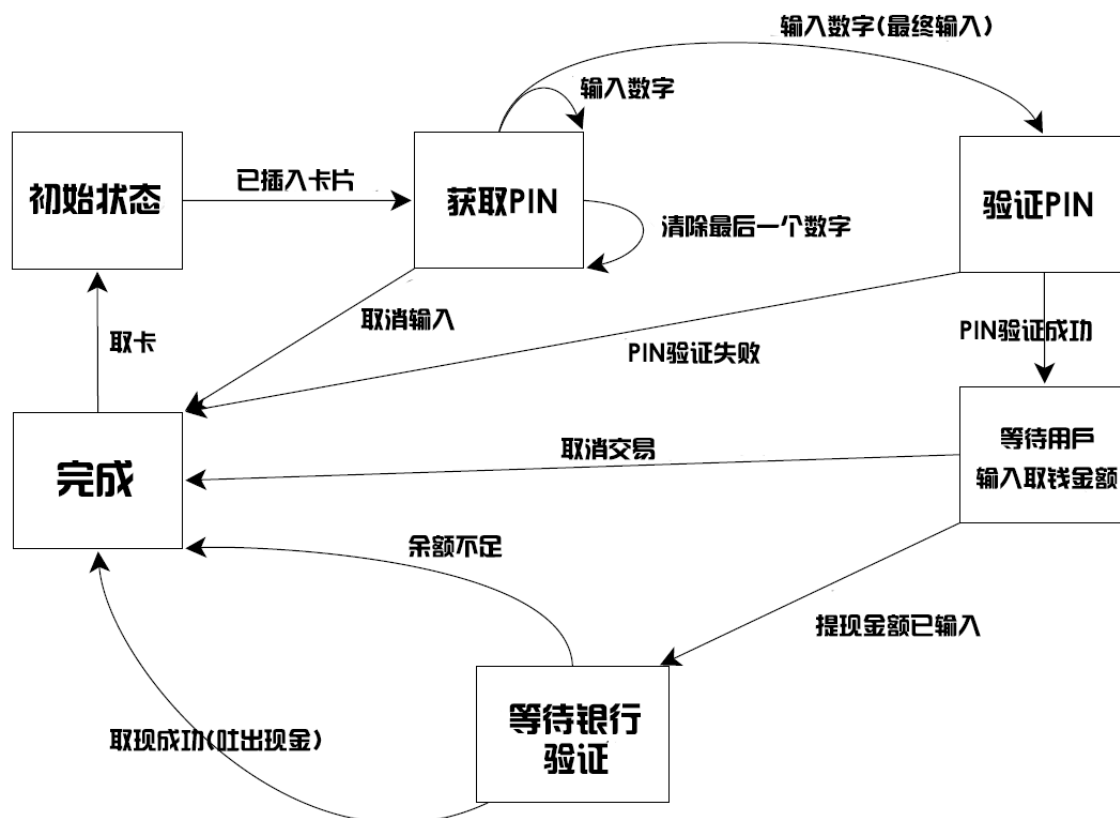 输入数字(最终输入)
输入数字
初始状态
已插入卡片
获取PIN
验证PIN
清除最后一个数字
取消输入
取卡
PIN验证失败
PIN验证成功
完成
取消交易
等待用戶
输入取钱金额
余额不足
提现金额已输入
等待银行
验证
取现成功(吐出现金)